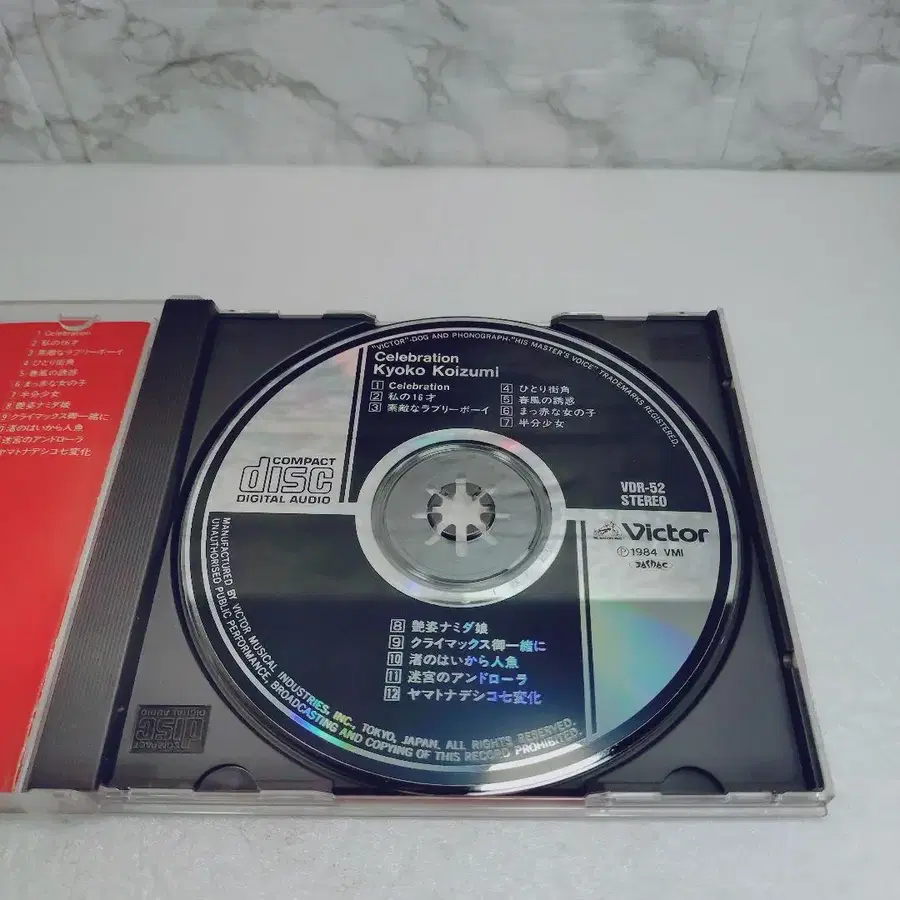 1 Celebration
2 私の16才
3 素敵なラブリーボーイ
4 ひとり街角
5 春風の誘惑
6 まっ赤な女の子
7 半分少女
8 艶姿ナミダ娘
9 クライマックス御一緒に
渚のはいから人魚
迷宮のアンドローラ
ヤマトナデシコ七変化
"VICTOR"-DOG AND PHONOGRAPH-"HIS MASTER'S VOICE" TRADEMARKS REGISTERED.
Celebration
Kyoko Koizumi
1 Celebration
2 私の16才
3 素敵なラブリーボーイ
4 ひとり街角
5 春風の誘惑
6 まっ赤な女の子
7 半分少女
COMPACT
disc
DIGITAL AUDIO
VDR-52
STEREO
Victor
Ⓟ1984 VMI
JASRAC
8 艶姿ナミダ娘
9 クライマックス御一緒に
10 渚のはいから人魚
11 迷宮のアンドローラ
12 ヤマトナデシコ七変化
MANUFACTURED BY VICTOR MUSICAL INDUSTRIES, INC., TOKYO, JAPAN. ALL RIGHTS RESERVED.
UNAUTHORISED PUBLIC PERFORMANCE, BROADCASTING AND COPYING OF THIS RECORD PROHIBITED.
COMPACT
disc
DIGITAL AUDIO